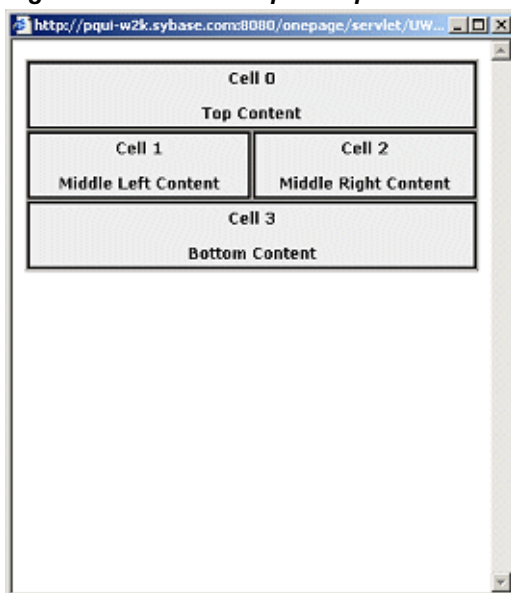 http://pqui-w2k.sybase.com:8080/onepage/servlet/UW...
Cell 0
Top Content
Cell 1
Middle Left Content
Cell 2
Middle Right Content
Cell 3
Bottom Content